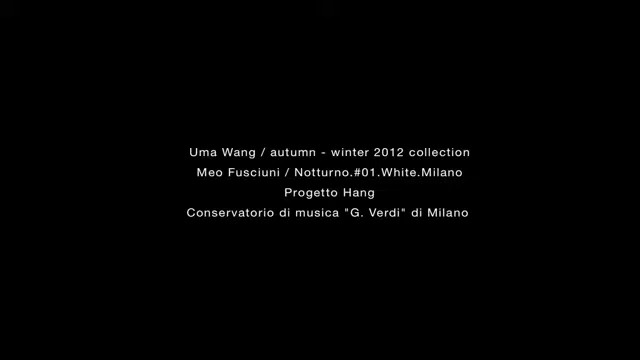 Uma Wang / autumn - winter 2012 collection
Meo Fusciuni / Notturno.#01.White.Milano
Progetto Hang
Conservatorio di musica "G. Verdi" di Milano